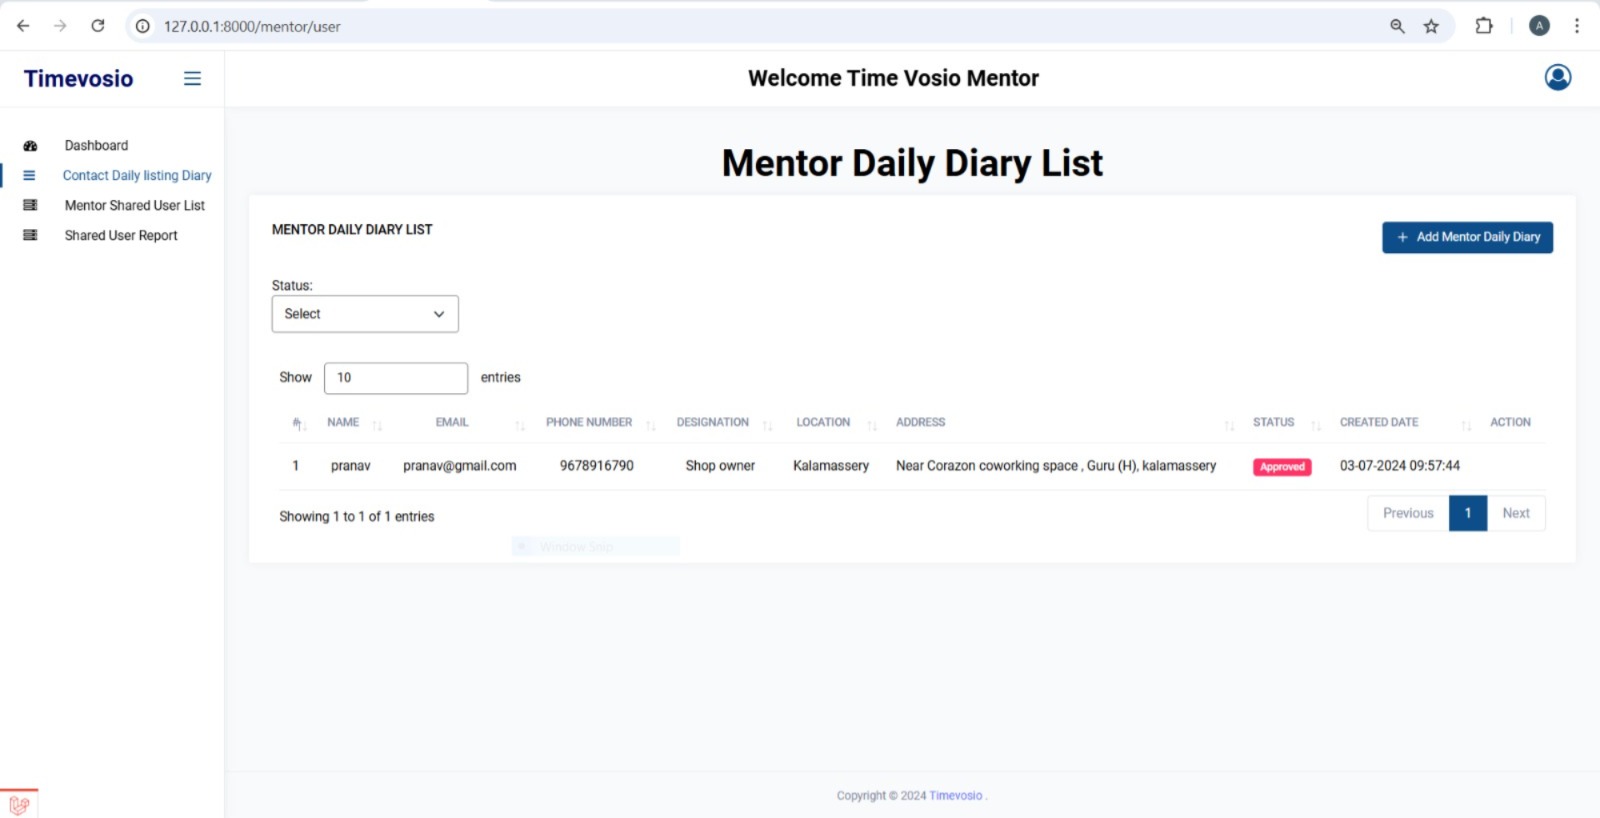 127.0.0.1:8000/mentor/user
A
Timevosio
Welcome Time Vosio Mentor
Dashboard
Contact Daily listing Diary
Mentor Shared User List
Shared User Report
Mentor Daily Diary List
MENTOR DAILY DIARY LIST
+ Add Mentor Daily Diary
Status:
Select
Show 10 entries
# NAME EMAIL PHONE NUMBER DESIGNATION LOCATION ADDRESS STATUS CREATED DATE ACTION
1 pranav pranav@gmail.com 9678916790 Shop owner Kalamassery Near Corazon coworking space , Guru (H), kalamassery Approved 03-07-2024 09:57:44
Showing 1 to 1 of 1 entries
Previous 1 Next
Window Snip
Copyright © 2024 Timevosio .